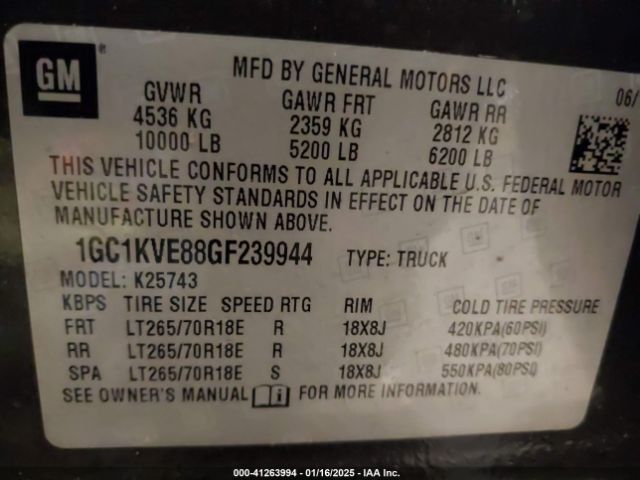 GM ®
MFD BY GENERAL MOTORS LLC
06/
GVWR GAWR FRT GAWR RR
4536 KG 2359 KG 2812 KG
10000 LB 5200 LB 6200 LB
THIS VEHICLE CONFORMS TO ALL APPLICABLE U.S. FEDERAL MOTOR
VEHICLE SAFETY STANDARDS IN EFFECT ON THE DATE OF
MANUFACTURE SHOWN ABOVE.
1GC1KVE88GF239944 TYPE: TRUCK
MODEL: K25743
KBPS TIRE SIZE SPEED RTG RIM COLD TIRE PRESSURE
FRT LT265/70R18E R 18X8J 420KPA(60PSI)
RR LT265/70R18E R 18X8J 480KPA(70PSI)
SPA LT265/70R18E S 18X8J 550KPA(80PSI)
SEE OWNER'S MANUAL i FOR MORE INFORMATION.
000-41263994 - 01/16/2025 - IAA Inc.